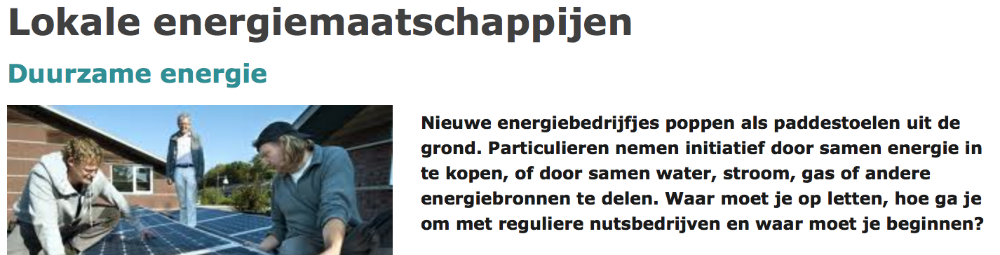 Lokale energiemaatschappijen
Duurzame energie
Nieuwe energiebedrijfjes poppen als paddestoelen uit de
grond. Particulieren nemen initiatief door samen energie in
te kopen, of door samen water, stroom, gas of andere
energiebronnen te delen. Waar moet je op letten, hoe ga je
om met reguliere nutsbedrijven en waar moet je beginnen?